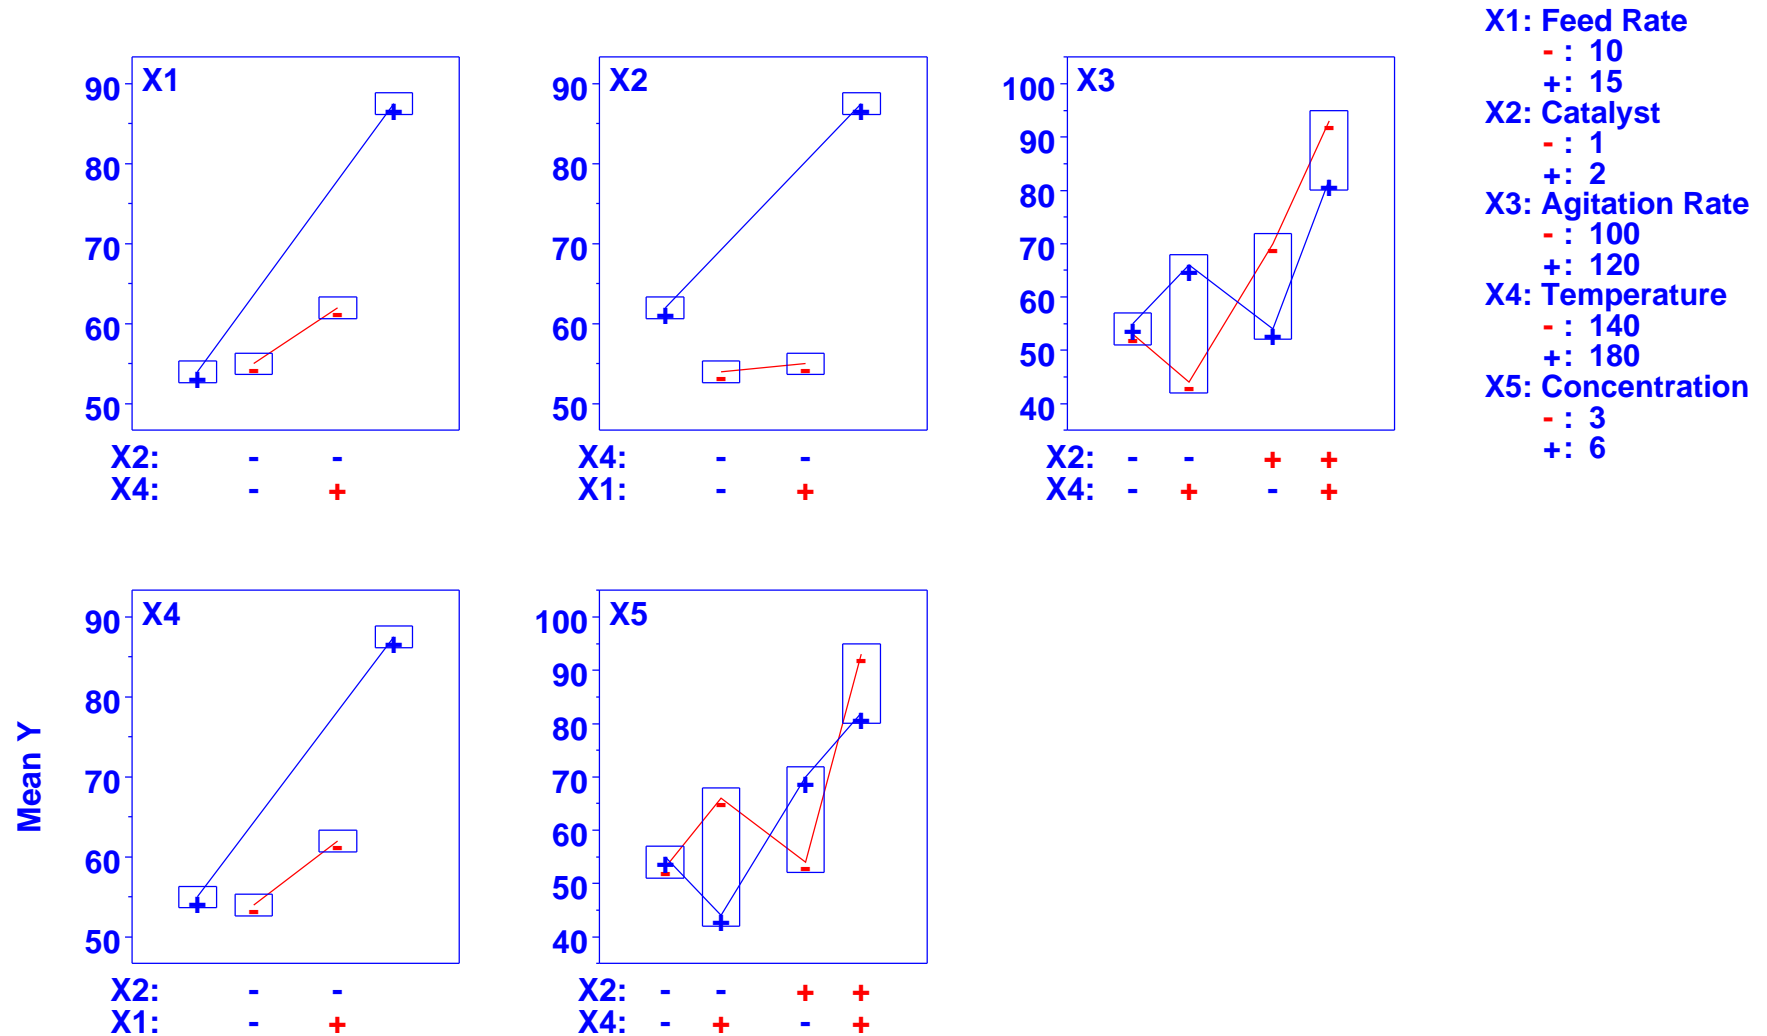 X1
90
80
70
60
50
X2: - -
X4: - +
X2
90
80
70
60
50
X4: - -
X1: - +
X3
100
90
80
70
60
50
40
X2: - - + +
X4: - + - +
X1: Feed Rate
- : 10
+: 15
X2: Catalyst
- : 1
+: 2
X3: Agitation Rate
- : 100
+: 120
X4: Temperature
- : 140
+: 180
X5: Concentration
- : 3
+: 6
Mean Y
X4
90
80
70
60
50
X2: - -
X1: - +
X5
100
90
80
70
60
50
40
X2: - - + +
X4: - + - +